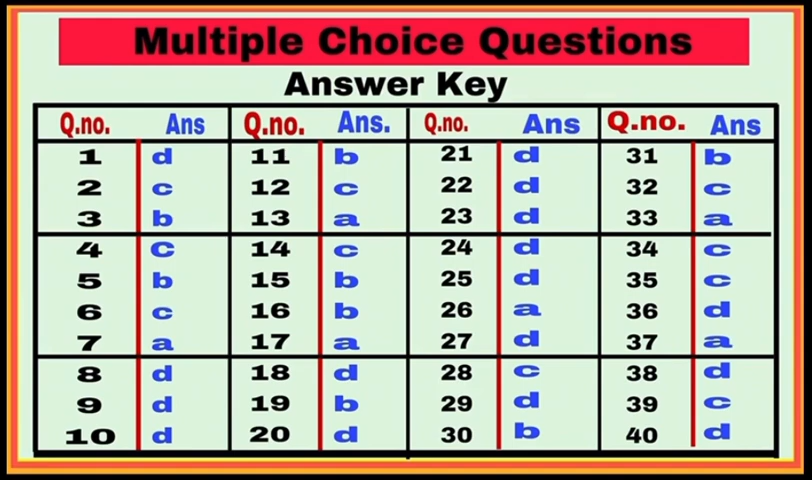 Multiple Choice Questions
Answer Key
Q.no. Ans Q.no. Ans. Q.no. Ans Q.no. Ans
1 d 11 b 21 d 31 b
2 c 12 c 22 d 32 c
3 b 13 a 23 d 33 a
4 C 14 c 24 d 34 c
5 b 15 b 25 d 35 c
6 c 16 b 26 a 36 d
7 a 17 a 27 d 37 a
8 d 18 d 28 c 38 d
9 d 19 b 29 d 39 c
10 d 20 d 30 b 40 d